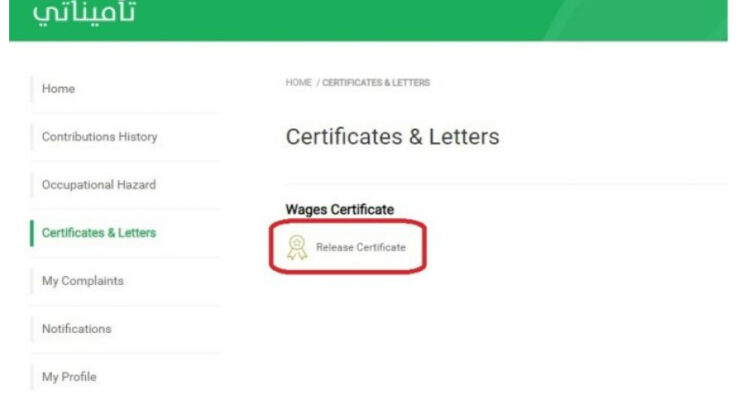 تأميناتي
Home
Contributions History
Occupational Hazard
Certificates & Letters
My Complaints
Notifications
My Profile
HOME / CERTIFICATES & LETTERS
Certificates & Letters
Wages Certificate
Release Certificate